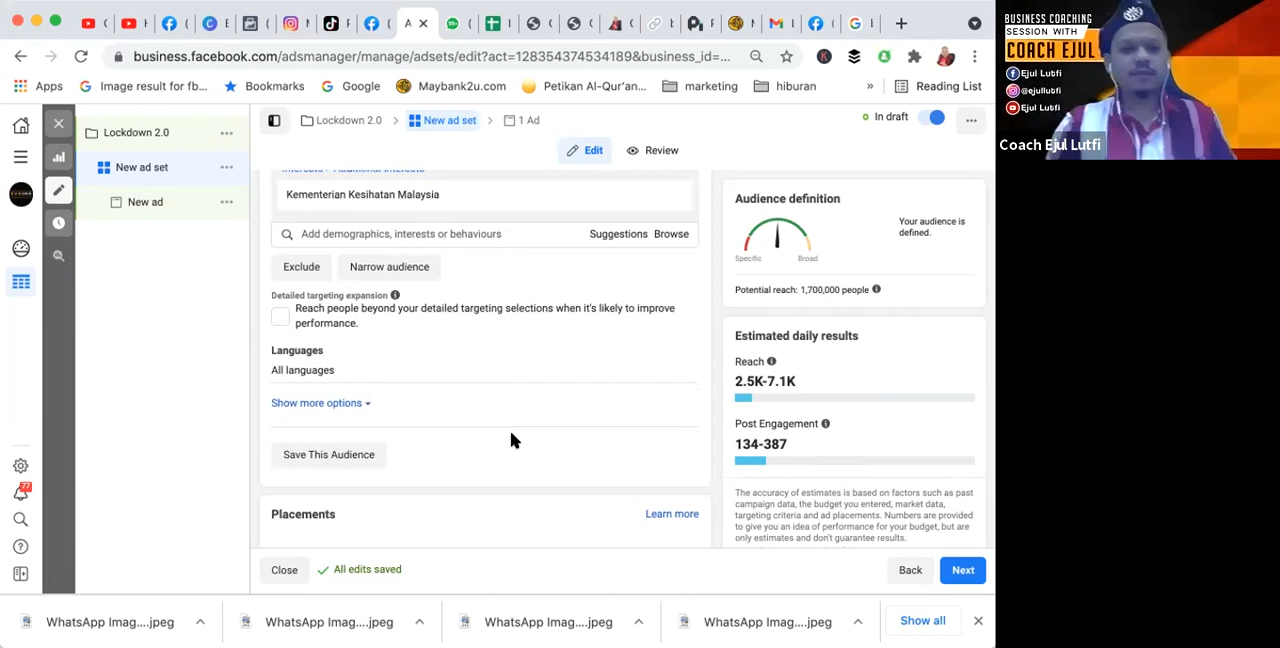 business.facebook.com/adsmanager/manage/adsets/edit?act=128354374534189&business_id=...
Apps
Image result for fb...
Bookmarks
Google
Maybank2u.com
Petikan Al-Qur'an...
marketing
hiburan
»
Reading List
BUSINESS COACHING
SESSION WITH
COACH EJUL
Ejul Lutfi
@ejullutfi
Ejul Lutfi
Coach Ejul Lutfi
Lockdown 2.0
New ad set
New ad
Lockdown 2.0
New ad set
1 Ad
In draft
Edit
Review
Interests > Additional Interests
Kementerian Kesihatan Malaysia
Add demographics, interests or behaviours
Suggestions
Browse
Exclude
Narrow audience
Detailed targeting expansion
Reach people beyond your detailed targeting selections when it's likely to improve
performance.
Languages
All languages
Show more options
Save This Audience
Placements
Learn more
Audience definition
Your audience is
defined.
Specific
Broad
Potential reach: 1,700,000 people
Estimated daily results
Reach
2.5K-7.1K
Post Engagement
134-387
The accuracy of estimates is based on factors such as past
campaign data, the budget you entered, market data,
targeting criteria and ad placements. Numbers are provided
to give you an idea of performance for your budget, but are
only estimates and don't guarantee results.
77
Close
All edits saved
Back
Next
WhatsApp Imag....jpeg
WhatsApp Imag....jpeg
WhatsApp Imag....jpeg
WhatsApp Imag....jpeg
Show all